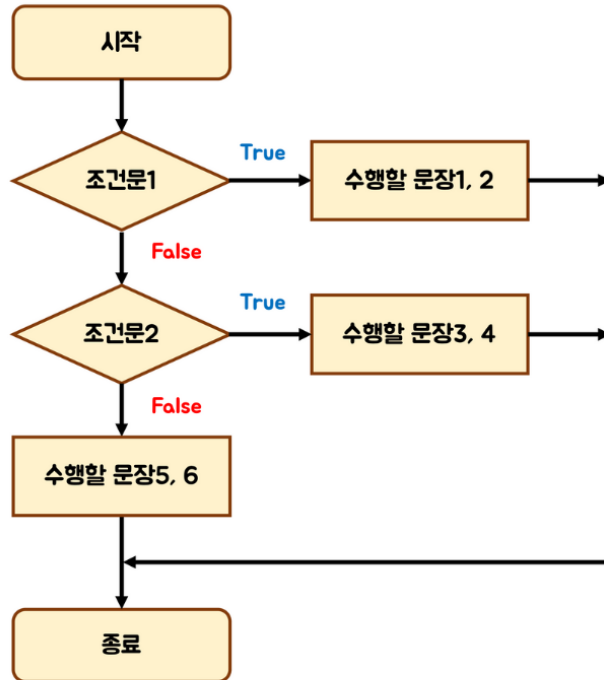 시작
조건문1
True
수행할 문장1, 2
False
조건문2
True
수행할 문장3, 4
False
수행할 문장5, 6
종료